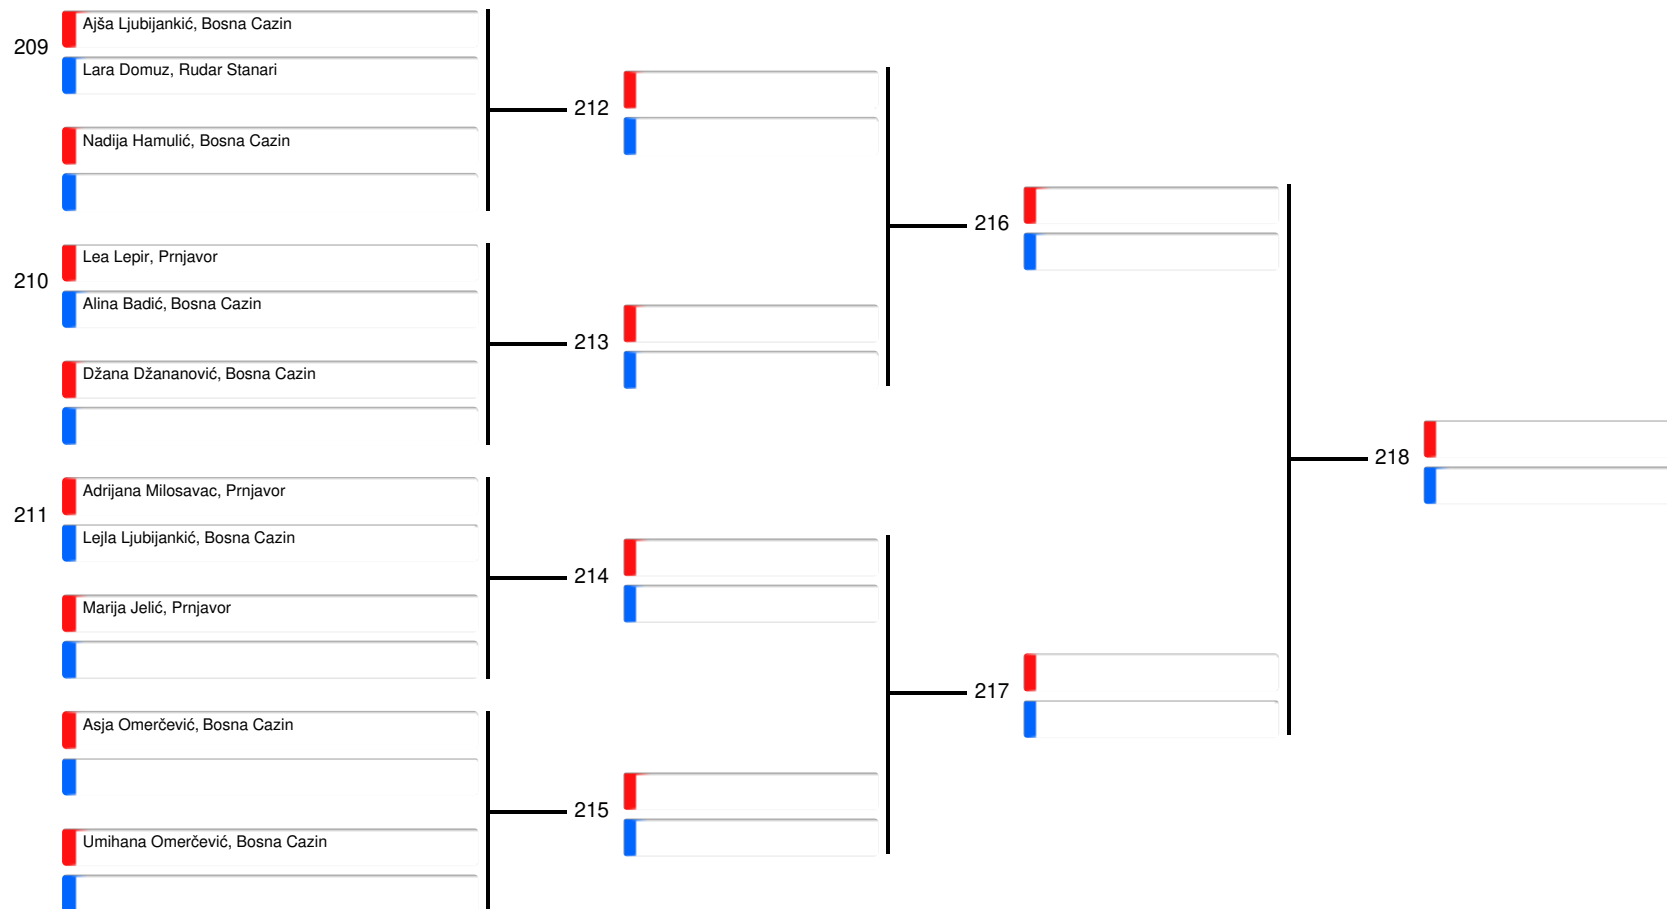 209
Ajša Ljubijankić, Bosna Cazin
Lara Domuz, Rudar Stanari
Nadija Hamulić, Bosna Cazin
210
Lea Lepir, Prnjavor
Alina Badić, Bosna Cazin
Džana Džananović, Bosna Cazin
211
Adrijana Milosavac, Prnjavor
Lejla Ljubijankić, Bosna Cazin
Marija Jelić, Prnjavor
Asja Omerčević, Bosna Cazin
Umihana Omerčević, Bosna Cazin
212
213
214
215
216
217
218